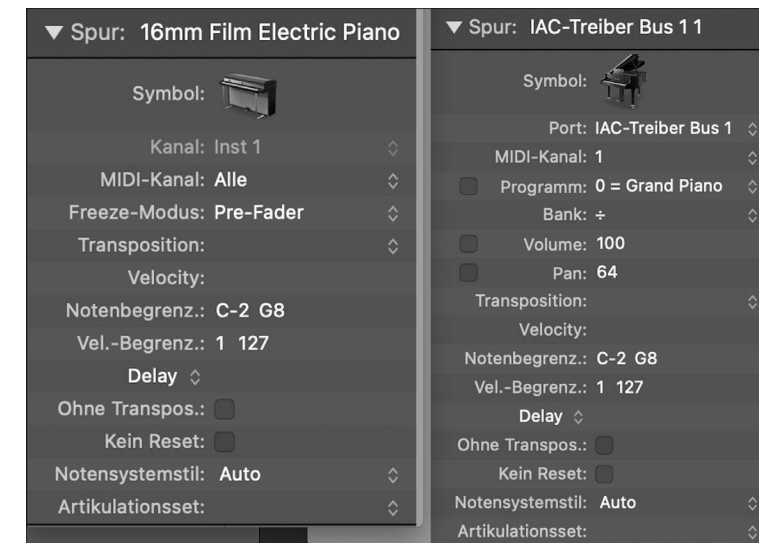 Spur: 16mm Film Electric Piano
Symbol:
Kanal: Inst 1
MIDI-Kanal: Alle
Freeze-Modus: Pre-Fader
Transposition:
Velocity:
Notenbegrenz.: C-2 G8
Vel.-Begrenz.: 1 127
Delay
Ohne Transpos.:
Kein Reset:
Notensystemstil: Auto
Artikulationsset:
Spur: IAC-Treiber Bus 1 1
Symbol:
Port: IAC-Treiber Bus 1
MIDI-Kanal: 1
Programm: 0 = Grand Piano
Bank: ÷
Volume: 100
Pan: 64
Transposition:
Velocity:
Notenbegrenz.: C-2 G8
Vel.-Begrenz.: 1 127
Delay
Ohne Transpos.:
Kein Reset:
Notensystemstil: Auto
Artikulationsset: